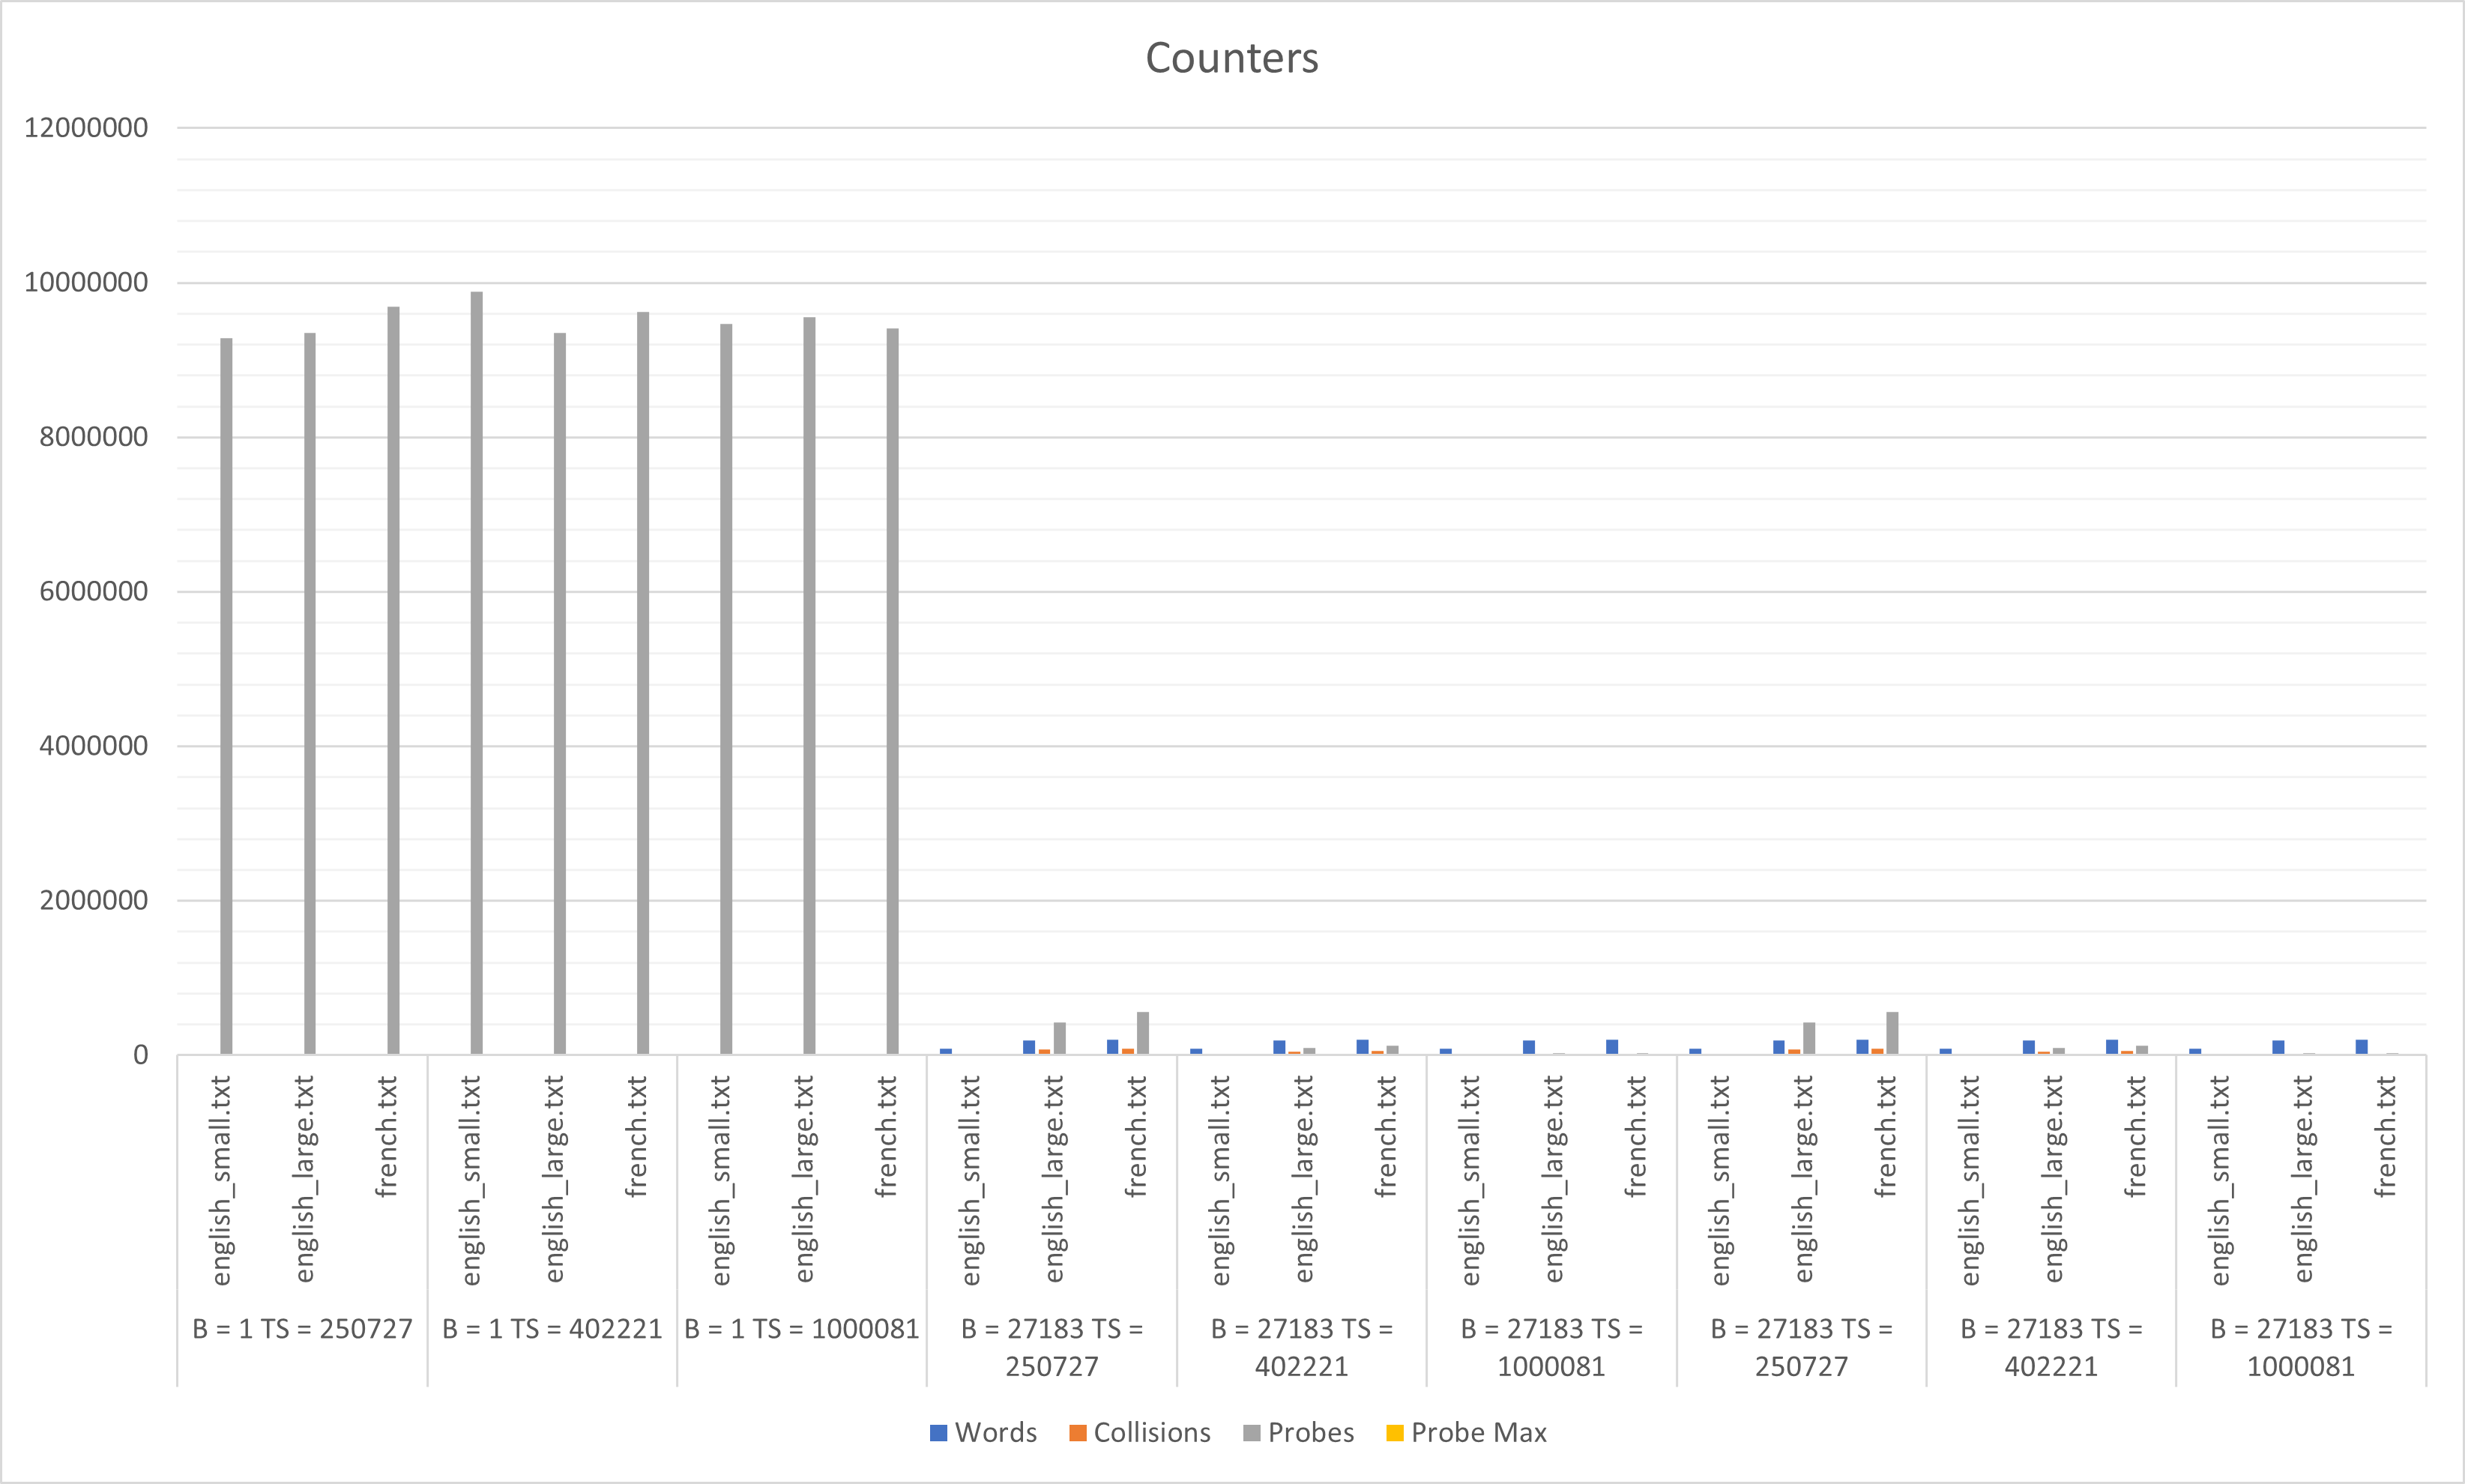 Counters
12000000
10000000
8000000
6000000
4000000
2000000
0
english_small.txt
english_large.txt
french.txt
english_small.txt
english_large.txt
french.txt
english_small.txt
english_large.txt
french.txt
english_small.txt
english_large.txt
french.txt
english_small.txt
english_large.txt
french.txt
english_small.txt
english_large.txt
french.txt
english_small.txt
english_large.txt
french.txt
english_small.txt
english_large.txt
french.txt
english_small.txt
english_large.txt
french.txt
B = 1 TS = 250727
B = 1 TS = 402221
B = 1 TS = 1000081
B = 27183 TS =
250727
B = 27183 TS =
402221
B = 27183 TS =
1000081
B = 27183 TS =
250727
B = 27183 TS =
402221
B = 27183 TS =
1000081
Words
Collisions
Probes
Probe Max